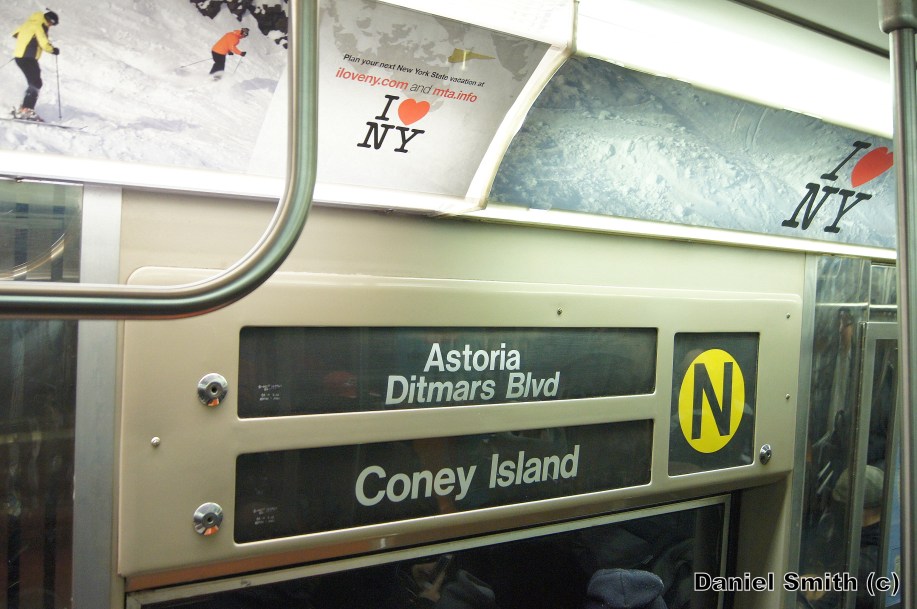 Plan your next New York State vacation at
iloveny.com and mta.info
I ❤
NY
I ❤
NY
Astoria
Ditmars Blvd
N
Coney Island
Daniel Smith (c)